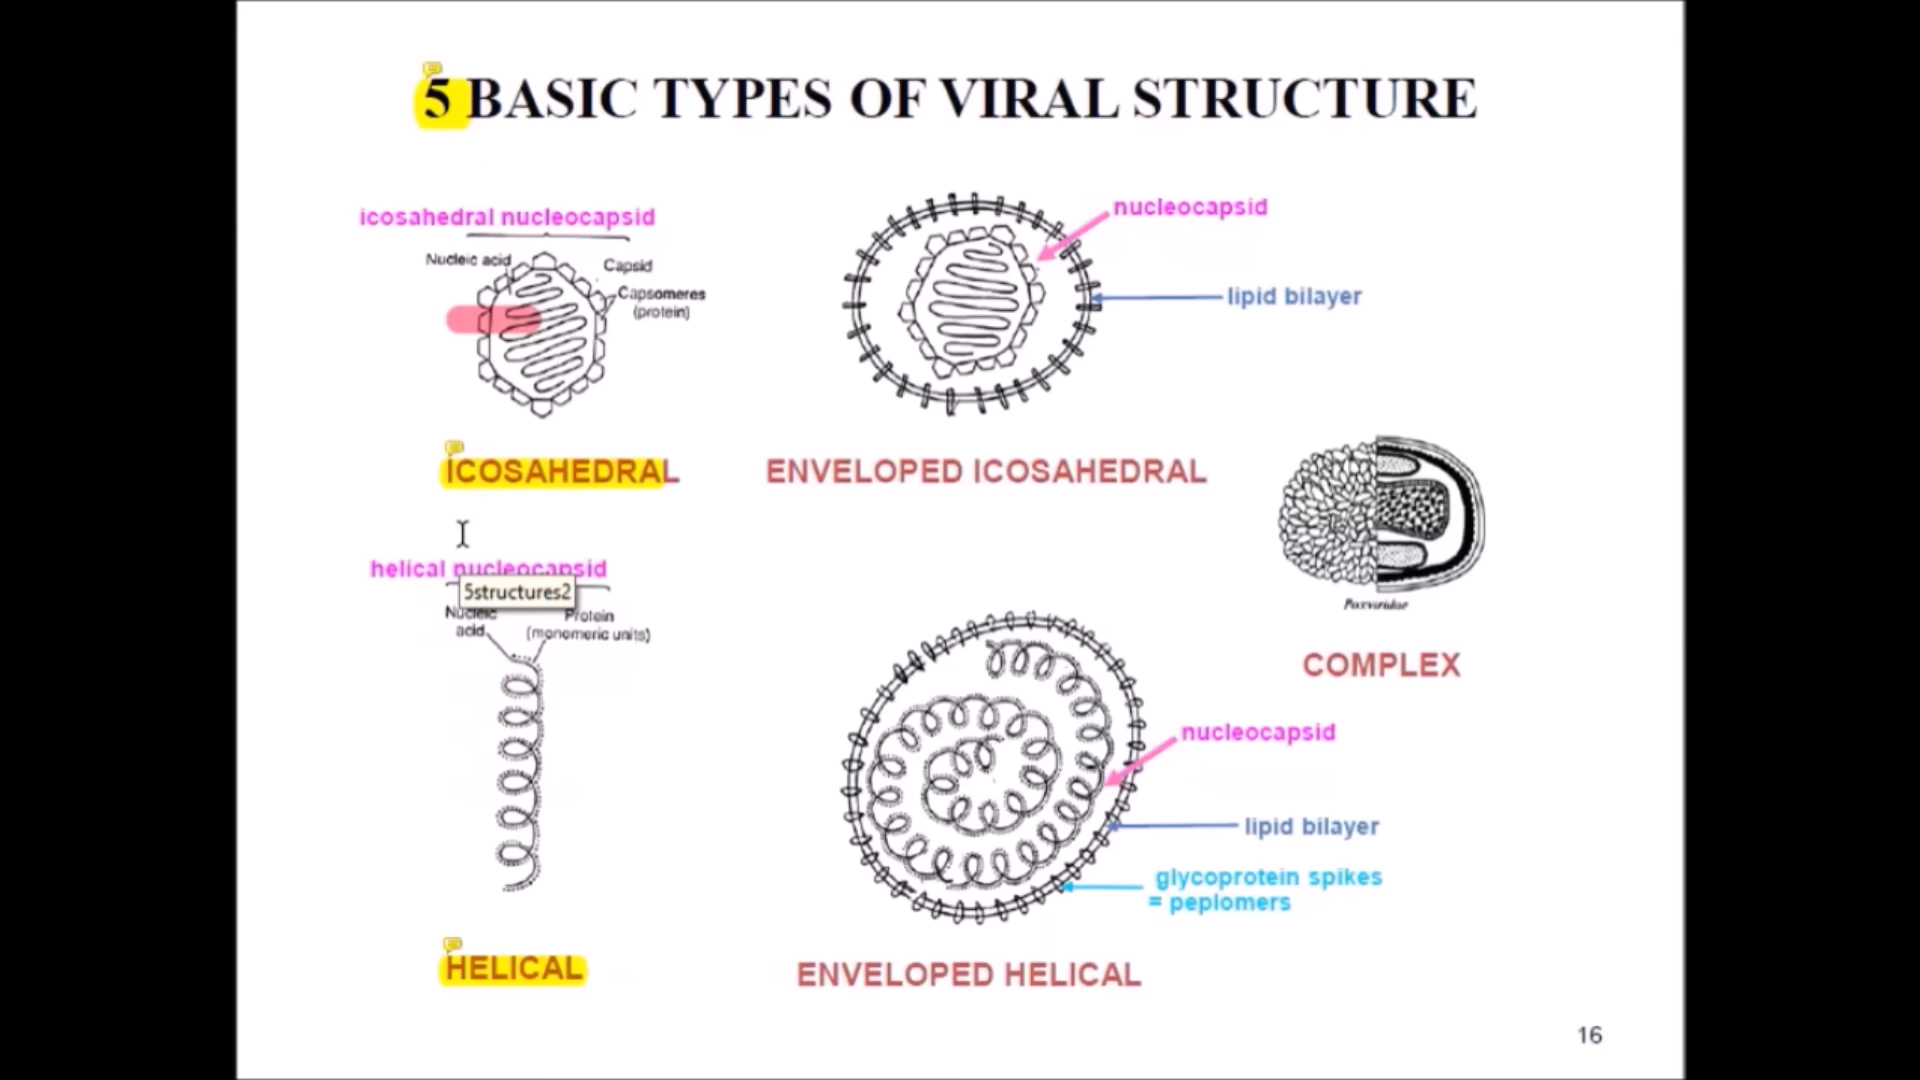 5 BASIC TYPES OF VIRAL STRUCTURE
icosahedral nucleocapsid
Nucleic acid
Capsid
Capsomeres
(protein)
nucleocapsid
lipid bilayer
ICOSAHEDRAL
ENVELOPED ICOSAHEDRAL
helical nucleocapsid
5structures2
Nucleic
acid
Protein
(monomeric units)
Poxviridae
COMPLEX
nucleocapsid
lipid bilayer
glycoprotein spikes
= peplomers
HELICAL
ENVELOPED HELICAL
16